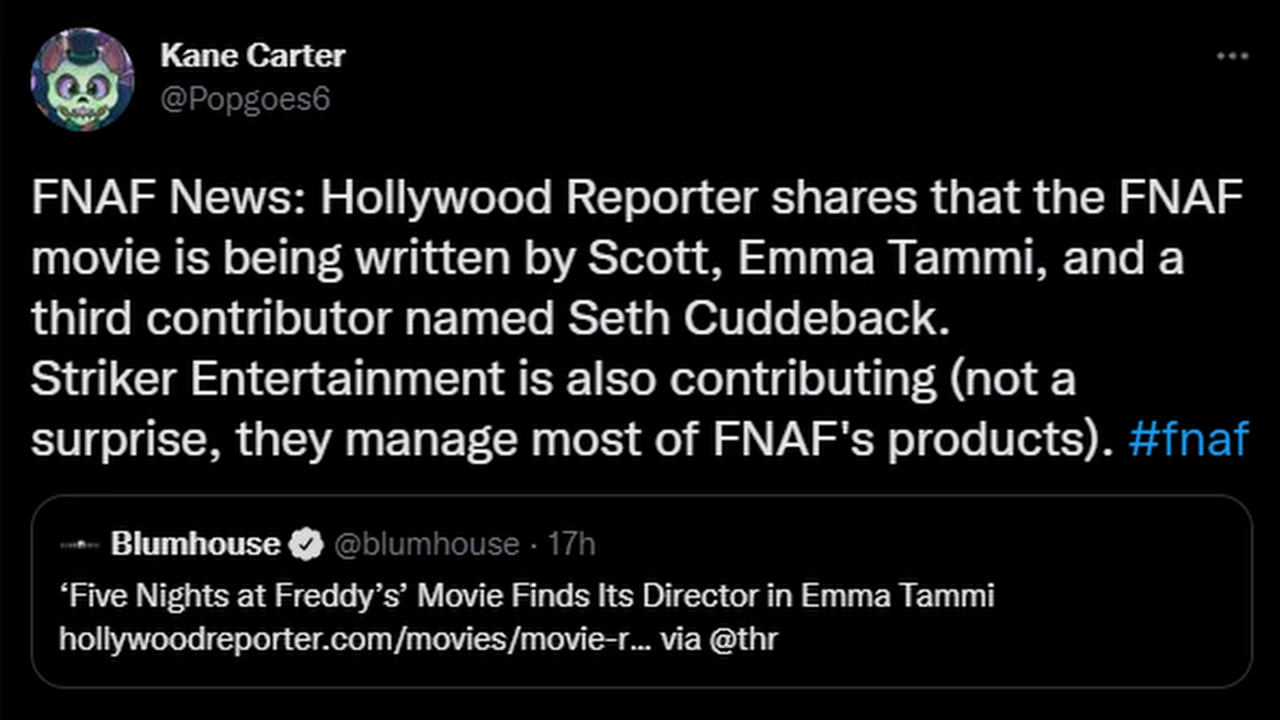 Kane Carter
@Popgoes6
FNAF News: Hollywood Reporter shares that the FNAF
movie is being written by Scott, Emma Tammi, and a
third contributor named Seth Cuddeback.
Striker Entertainment is also contributing (not a
surprise, they manage most of FNAF's products). #fnaf
Blumhouse @blumhouse · 17h
‘Five Nights at Freddy’s’ Movie Finds Its Director in Emma Tammi
hollywoodreporter.com/movies/movie-r... via @thr